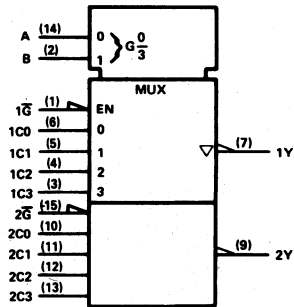 A (14) 0 G 0/3
B (2) 1
MUX
1G̅ (1) EN
1C0 (6) 0
1C1 (5) 1 ▽ (7) 1Y
1C2 (4) 2
1C3 (3) 3
2G̅ (15)
2C0 (10)
2C1 (11) (9) 2Y
2C2 (12)
2C3 (13)